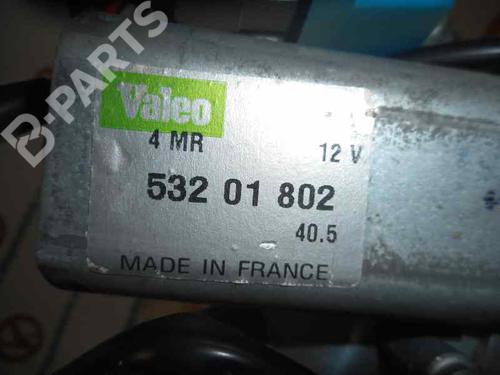 B-PARTS
Valeo
4 MR 12 V
532 01 802
40.5
MADE IN FRANCE